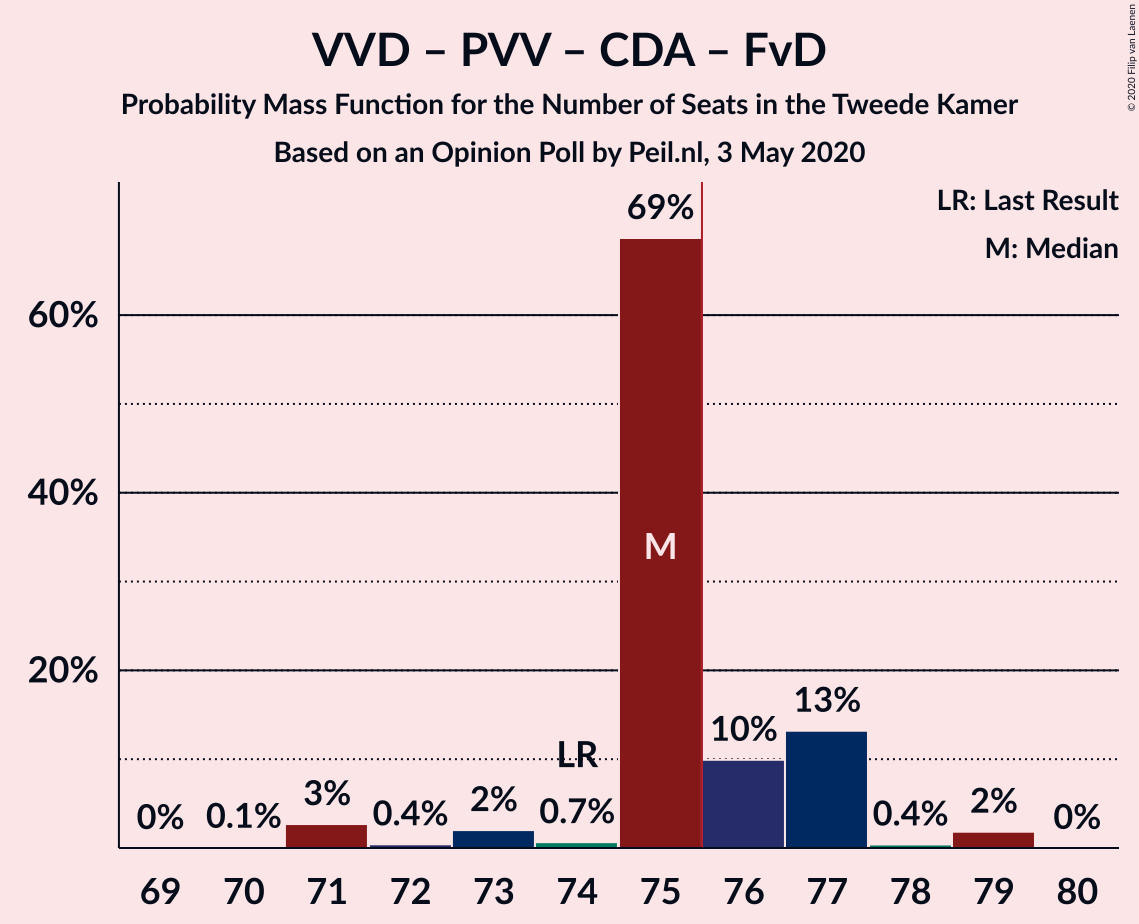 VVD – PVV – CDA – FvD
Probability Mass Function for the Number of Seats in the Tweede Kamer
Based on an Opinion Poll by Peil.nl, 3 May 2020
© 2020 Filip van Laenen
LR: Last Result
M: Median
60%
40%
20%
0%
0.1%
3%
0.4%
2%
0.7%
LR
69%
M
10%
13%
0.4%
2%
0%
69 70 71 72 73 74 75 76 77 78 79 80